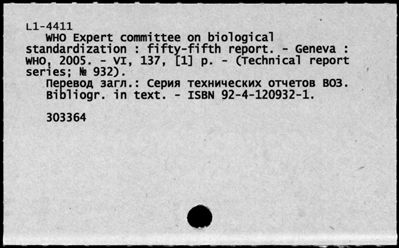 L1-4411
WHO Expert committee on biological
standardization : fifty-fifth report. - Geneva :
WHO, 2005. - VI, 137, [1] p. - (Technical report
series; № 932).
Перевод загл.: Серия технических отчетов ВОЗ.
Bibliogr. in text. - ISBN 92-4-120932-1.
303364